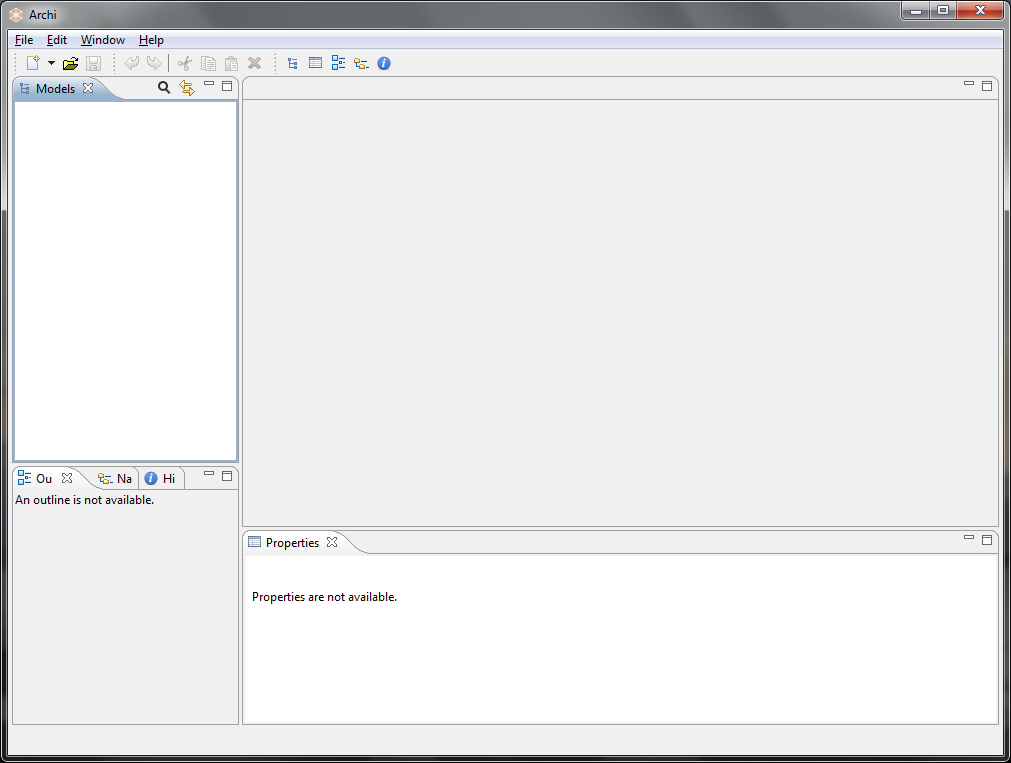 Archi
File Edit Window Help
Models
Ou Na Hi
An outline is not available.
Properties
Properties are not available.